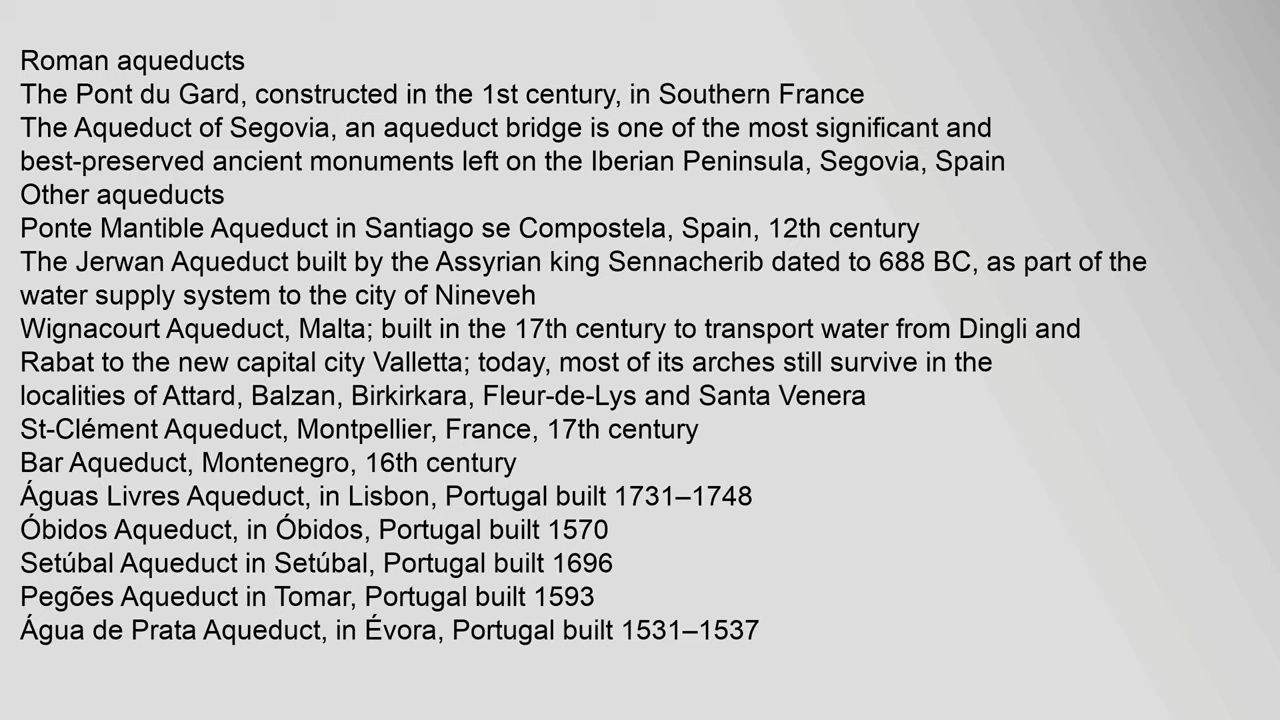 Roman aqueducts
The Pont du Gard, constructed in the 1st century, in Southern France
The Aqueduct of Segovia, an aqueduct bridge is one of the most significant and
best-preserved ancient monuments left on the Iberian Peninsula, Segovia, Spain
Other aqueducts
Ponte Mantible Aqueduct in Santiago se Compostela, Spain, 12th century
The Jerwan Aqueduct built by the Assyrian king Sennacherib dated to 688 BC, as part of the
water supply system to the city of Nineveh
Wignacourt Aqueduct, Malta; built in the 17th century to transport water from Dingli and
Rabat to the new capital city Valletta; today, most of its arches still survive in the
localities of Attard, Balzan, Birkirkara, Fleur-de-Lys and Santa Venera
St-Clément Aqueduct, Montpellier, France, 17th century
Bar Aqueduct, Montenegro, 16th century
Águas Livres Aqueduct, in Lisbon, Portugal built 1731–1748
Óbidos Aqueduct, in Óbidos, Portugal built 1570
Setúbal Aqueduct in Setúbal, Portugal built 1696
Pegões Aqueduct in Tomar, Portugal built 1593
Água de Prata Aqueduct, in Évora, Portugal built 1531–1537